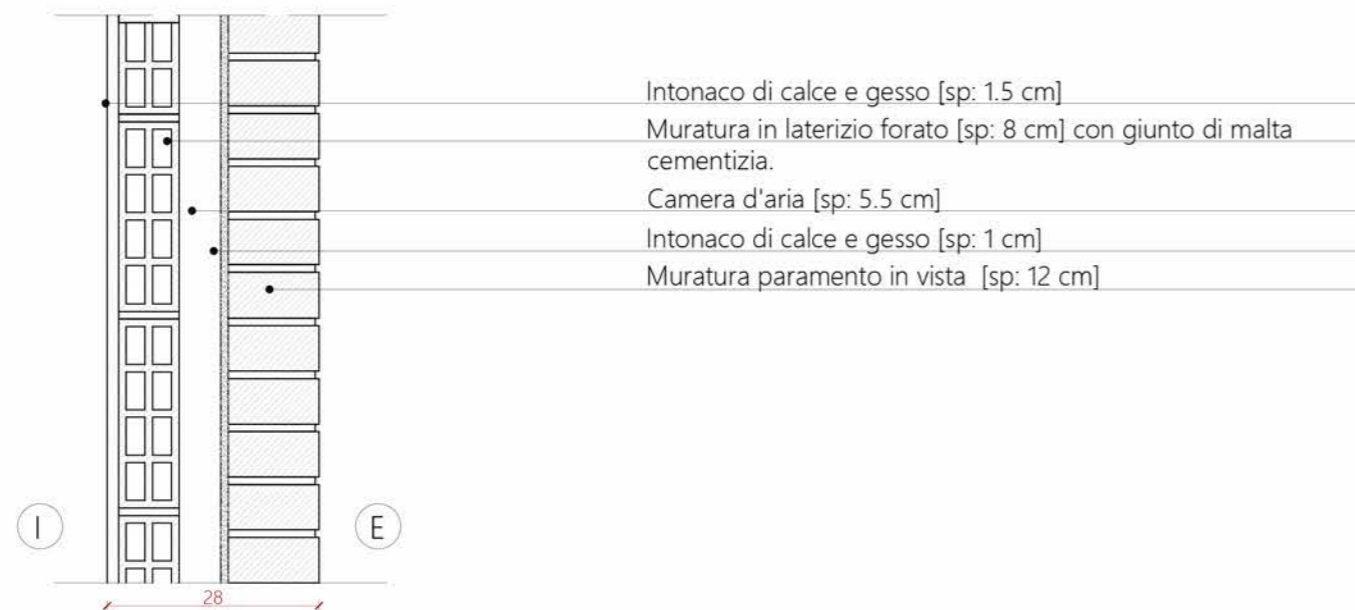 Intonaco di calce e gesso [sp: 1.5 cm]
Muratura in laterizio forato [sp: 8 cm] con giunto di malta
cementizia.
Camera d'aria [sp: 5.5 cm]
Intonaco di calce e gesso [sp: 1 cm]
Muratura paramento in vista [sp: 12 cm]
I
E
28